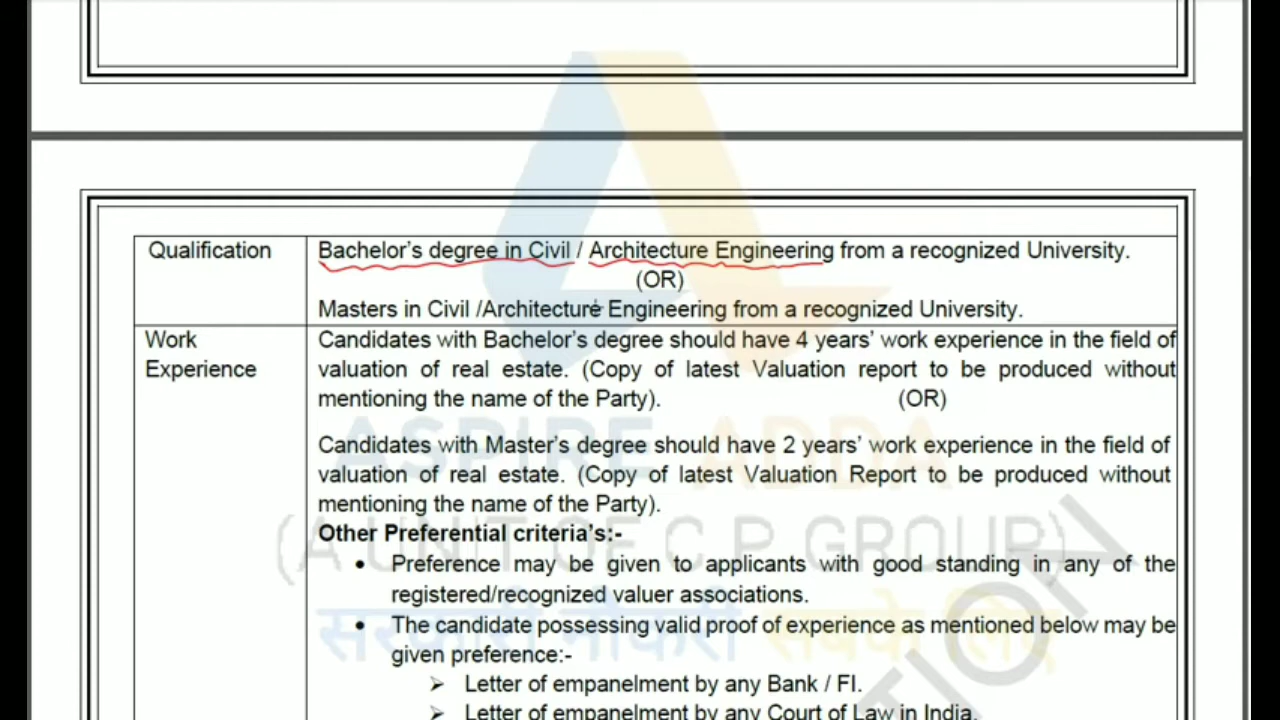 Qualification
Bachelor's degree in Civil / Architecture Engineering from a recognized University.
(OR)
Masters in Civil /Architecture Engineering from a recognized University.
Work
Experience
Candidates with Bachelor's degree should have 4 years' work experience in the field of
valuation of real estate. (Copy of latest Valuation report to be produced without
mentioning the name of the Party). (OR)
Candidates with Master's degree should have 2 years' work experience in the field of
valuation of real estate. (Copy of latest Valuation Report to be produced without
mentioning the name of the Party).
Other Preferential criteria's:-
• Preference may be given to applicants with good standing in any of the
registered/recognized valuer associations.
• The candidate possessing valid proof of experience as mentioned below may be
given preference:-
➢ Letter of empanelment by any Bank / FI.
➢ Letter of empanelment by any Court of Law in India.
ASPIRE ADDA
(A UNIT OF C P GROUP)
सरकारी नौकरी सबके लिए